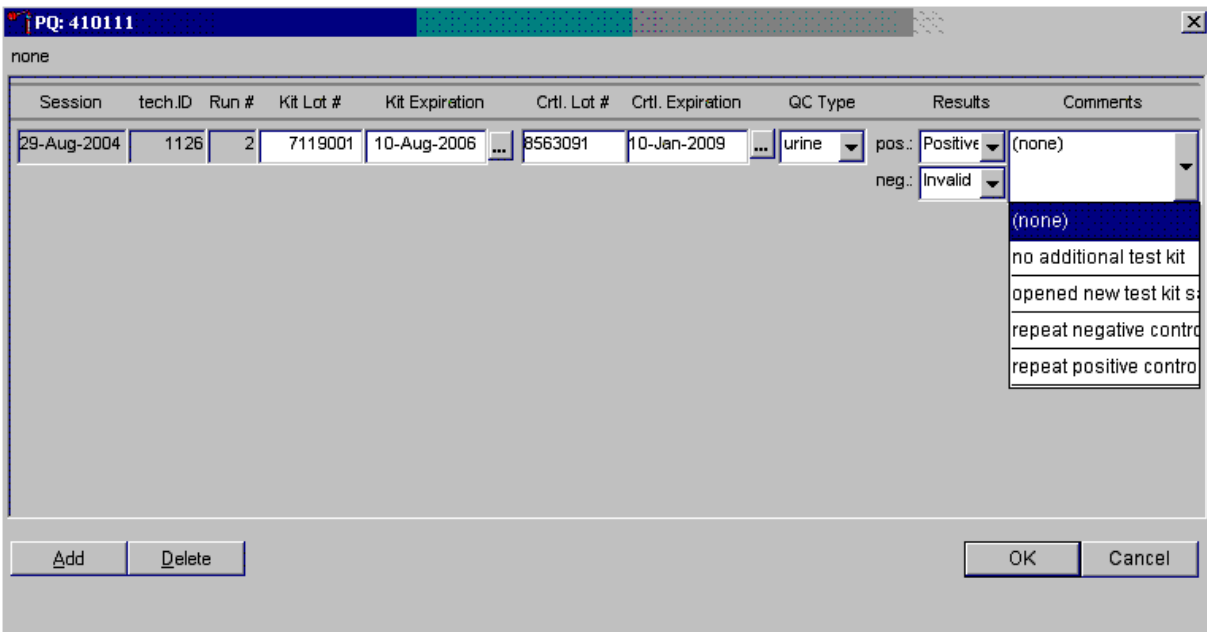 PQ: 410111
none
Session tech.ID Run # Kit Lot # Kit Expiration Crtl. Lot # Crtl. Expiration QC Type Results Comments
29-Aug-2004 1126 2 7119001 10-Aug-2006 ... 8563091 10-Jan-2009 ... urine pos.: Positive (none)
neg.: Invalid
(none)
no additional test kit
opened new test kit sa
repeat negative contro
repeat positive contro
Add Delete OK Cancel